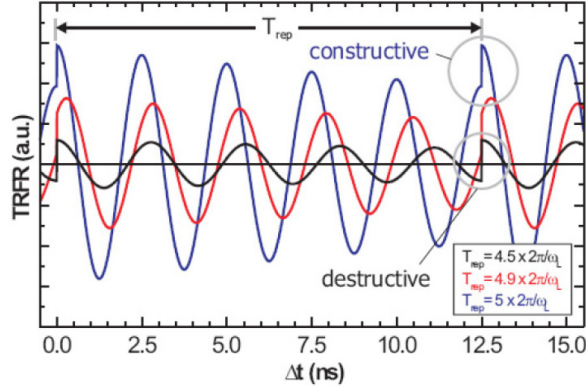 T_rep
constructive
TRFR (a.u.)
destructive
T_rep = 4.5 x 2π/ω_L
T_rep = 4.9 x 2π/ω_L
T_rep = 5 x 2π/ω_L
0.0 2.5 5.0 7.5 10.0 12.5 15.0
Δt (ns)